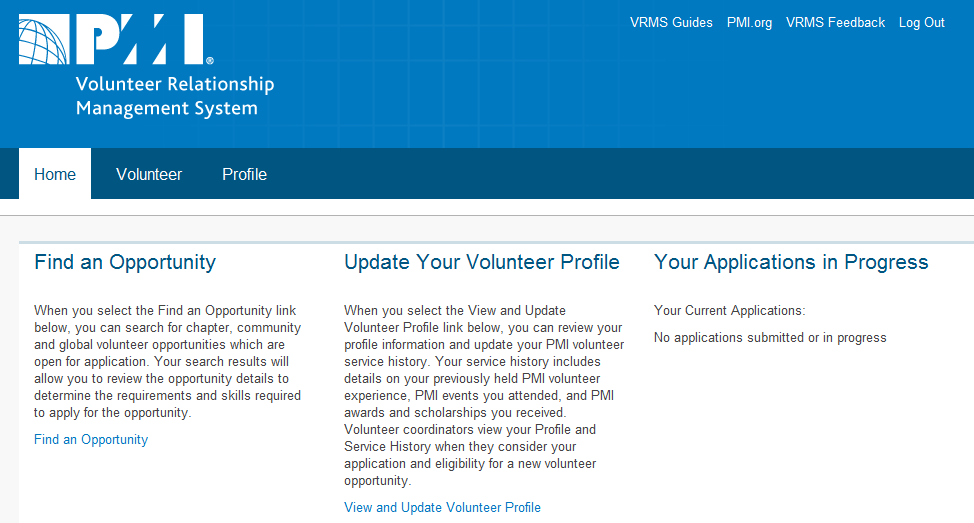 VRMS Guides PMI.org VRMS Feedback Log Out
PMI®
Volunteer Relationship
Management System
Home Volunteer Profile
Find an Opportunity
When you select the Find an Opportunity link
below, you can search for chapter, community
and global volunteer opportunities which are
open for application. Your search results will
allow you to review the opportunity details to
determine the requirements and skills required
to apply for the opportunity.
Find an Opportunity
Update Your Volunteer Profile
When you select the View and Update
Volunteer Profile link below, you can review your
profile information and update your PMI volunteer
service history. Your service history includes
details on your previously held PMI volunteer
experience, PMI events you attended, and PMI
awards and scholarships you received.
Volunteer coordinators view your Profile and
Service History when they consider your
application and eligibility for a new volunteer
opportunity.
View and Update Volunteer Profile
Your Applications in Progress
Your Current Applications:
No applications submitted or in progress